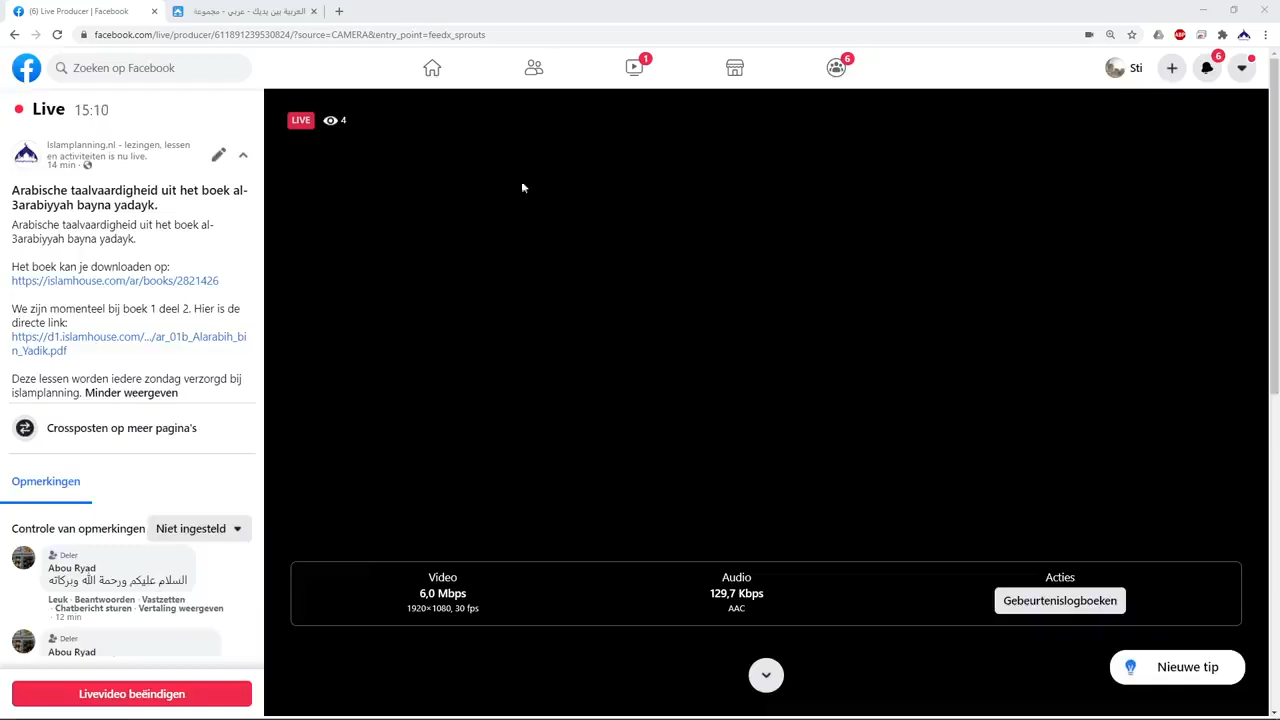 (6) Live Producer | Facebook
العربية بين يديك - عربي - مجموعة
facebook.com/live/producer/611891239530824/?source=CAMERA&entry_point=feedx_sprouts
ABP
Zoeken op Facebook
1
6
Sti
6
Live 15:10
LIVE 4
Islamplanning.nl - lezingen, lessen
en activiteiten is nu live.
14 min ·
Arabische taalvaardigheid uit het boek al-
3arabiyyah bayna yadayk.
Arabische taalvaardigheid uit het boek al-
3arabiyyah bayna yadayk.
Het boek kan je downloaden op:
https://islamhouse.com/ar/books/2821426
We zijn momenteel bij boek 1 deel 2. Hier is de
directe link:
https://d1.islamhouse.com/.../ar_01b_Alarabih_bi
n_Yadik.pdf
Deze lessen worden iedere zondag verzorgd bij
islamplanning. Minder weergeven
Crossposten op meer pagina's
Opmerkingen
Controle van opmerkingen Niet ingesteld
Deler
Abou Ryad
السلام عليكم ورحمة الله وبركاته
Leuk · Beantwoorden · Vastzetten
· Chatbericht sturen · Vertaling weergeven
· 12 min
Deler
Abou Ryad
Livevideo beëindigen
Video
6,0 Mbps
1920×1080, 30 fps
Audio
129,7 Kbps
AAC
Acties
Gebeurtenislogboeken
Nieuwe tip